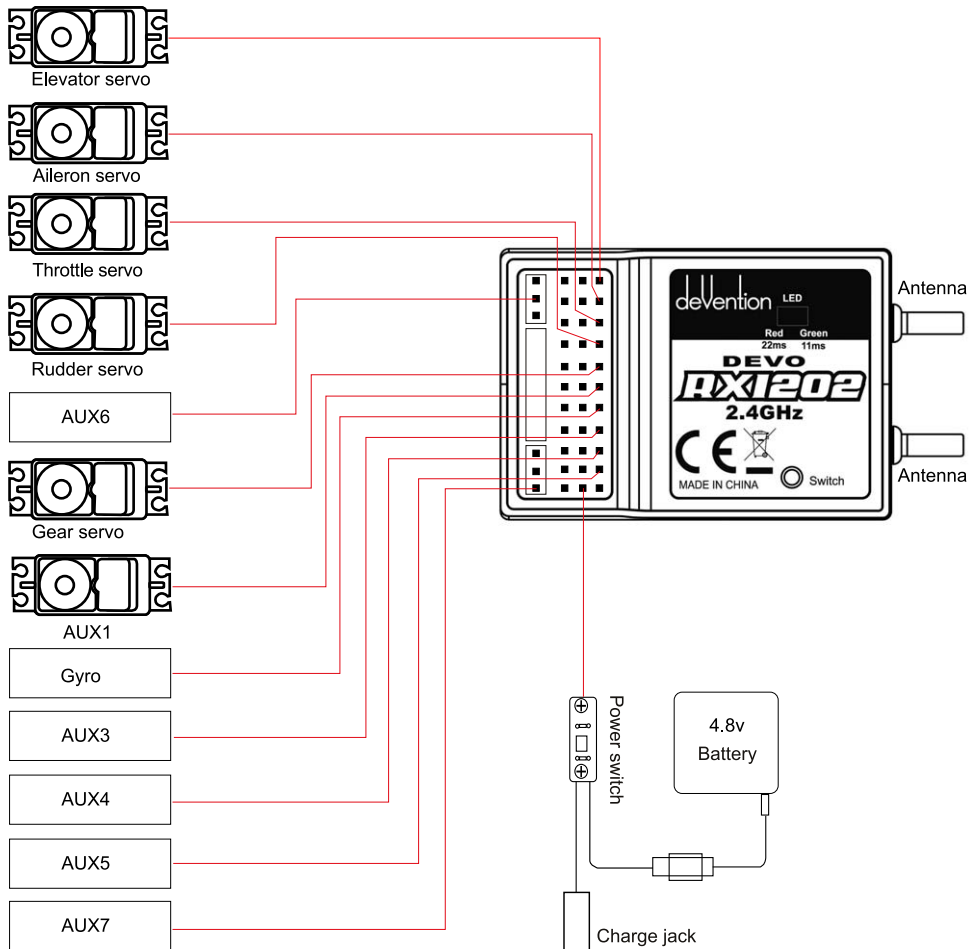 Elevator servo
Aileron servo
Throttle servo
Rudder servo
AUX6
Gear servo
AUX1
Gyro
AUX3
AUX4
AUX5
AUX7
deVention
LED
Red Green
22ms 11ms
DEVO
RX1202
2.4GHz
CE
MADE IN CHINA
Switch
Antenna
Antenna
Power switch
4.8v
Battery
Charge jack